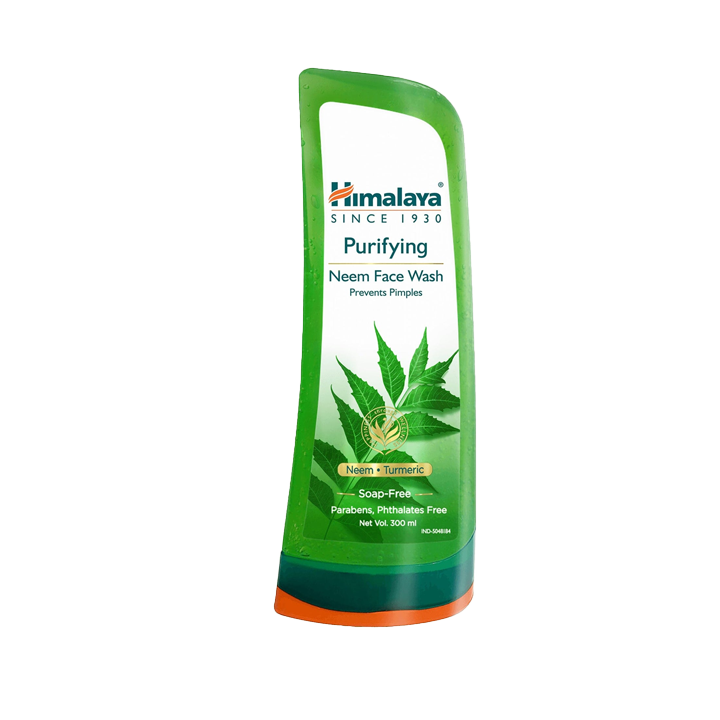 Himalaya®
SINCE 1930
Purifying
Neem Face Wash
Prevents Pimples
Neem • Turmeric
Soap-Free
Parabens, Phthalates Free
Net Vol. 300 ml